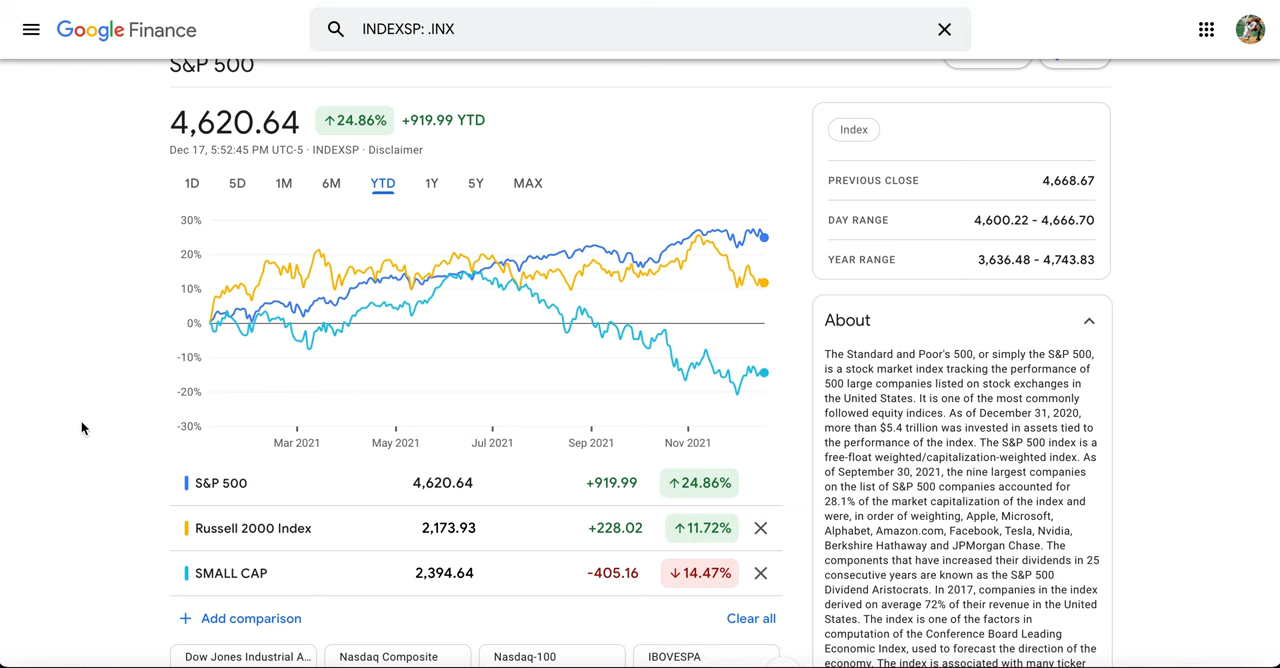 Google Finance
INDEXSP: .INX
S&P 500
4,620.64
↑24.86%
+919.99 YTD
Dec 17, 5:52:45 PM UTC-5 · INDEXSP · Disclaimer
1D 5D 1M 6M YTD 1Y 5Y MAX
30%
20%
10%
0%
-10%
-20%
-30%
Mar 2021 May 2021 Jul 2021 Sep 2021 Nov 2021
S&P 500 4,620.64 +919.99 ↑24.86%
Russell 2000 Index 2,173.93 +228.02 ↑11.72%
SMALL CAP 2,394.64 -405.16 ↓14.47%
+ Add comparison
Clear all
Dow Jones Industrial A...
Nasdaq Composite
Nasdaq-100
IBOVESPA
Index
PREVIOUS CLOSE 4,668.67
DAY RANGE 4,600.22 - 4,666.70
YEAR RANGE 3,636.48 - 4,743.83
About
The Standard and Poor's 500, or simply the S&P 500,
is a stock market index tracking the performance of
500 large companies listed on stock exchanges in
the United States. It is one of the most commonly
followed equity indices. As of December 31, 2020,
more than $5.4 trillion was invested in assets tied to
the performance of the index. The S&P 500 index is a
free-float weighted/capitalization-weighted index. As
of September 30, 2021, the nine largest companies
on the list of S&P 500 companies accounted for
28.1% of the market capitalization of the index and
were, in order of weighting, Apple, Microsoft,
Alphabet, Amazon.com, Facebook, Tesla, Nvidia,
Berkshire Hathaway and JPMorgan Chase. The
components that have increased their dividends in 25
consecutive years are known as the S&P 500
Dividend Aristocrats. In 2017, companies in the index
derived on average 72% of their revenue in the United
States. The index is one of the factors in
computation of the Conference Board Leading
Economic Index, used to forecast the direction of the
economy. The index is associated with many ticker